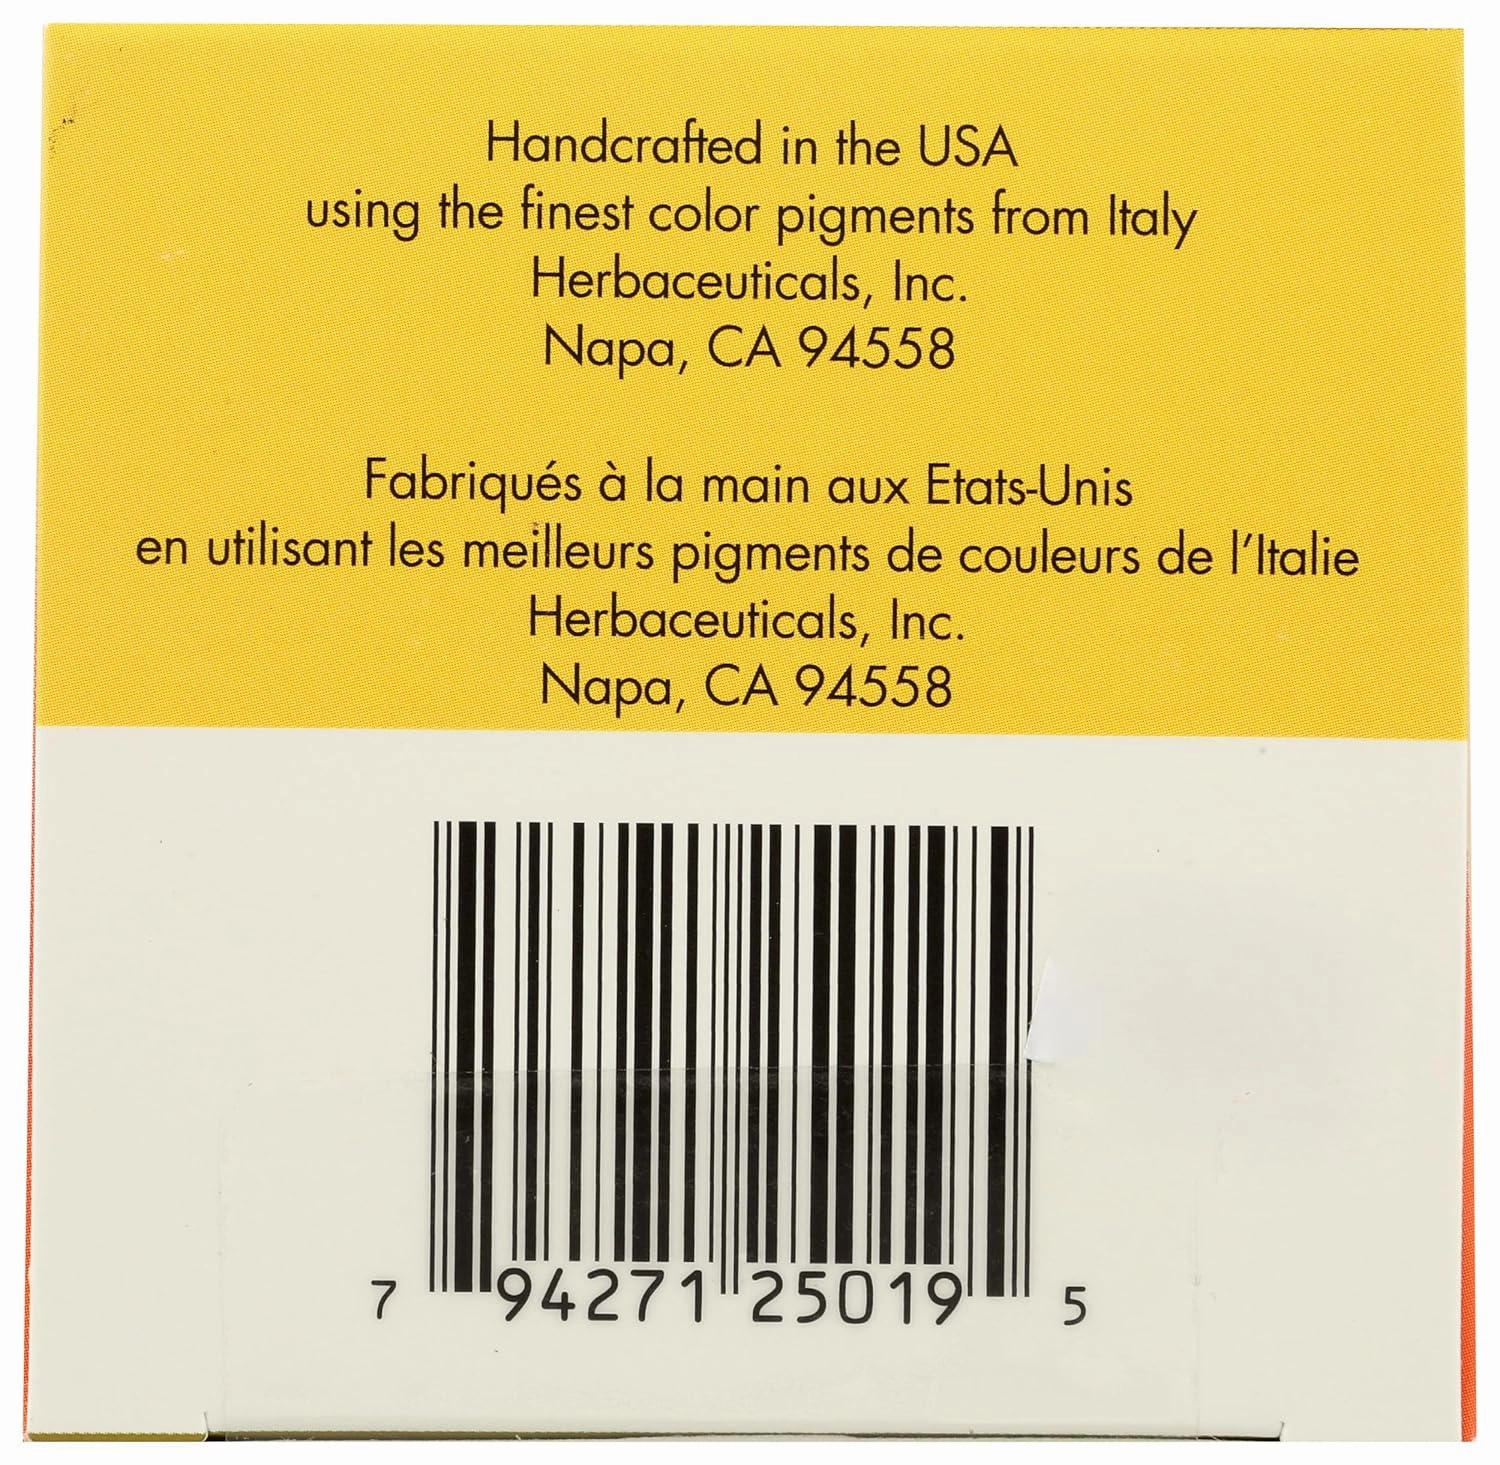 Handcrafted in the USA
using the finest color pigments from Italy
Herbaceuticals, Inc.
Napa, CA 94558
Fabriqués à la main aux Etats-Unis
en utilisant les meilleurs pigments de couleurs de l'Italie
Herbaceuticals, Inc.
Napa, CA 94558
7 94271 25019 5